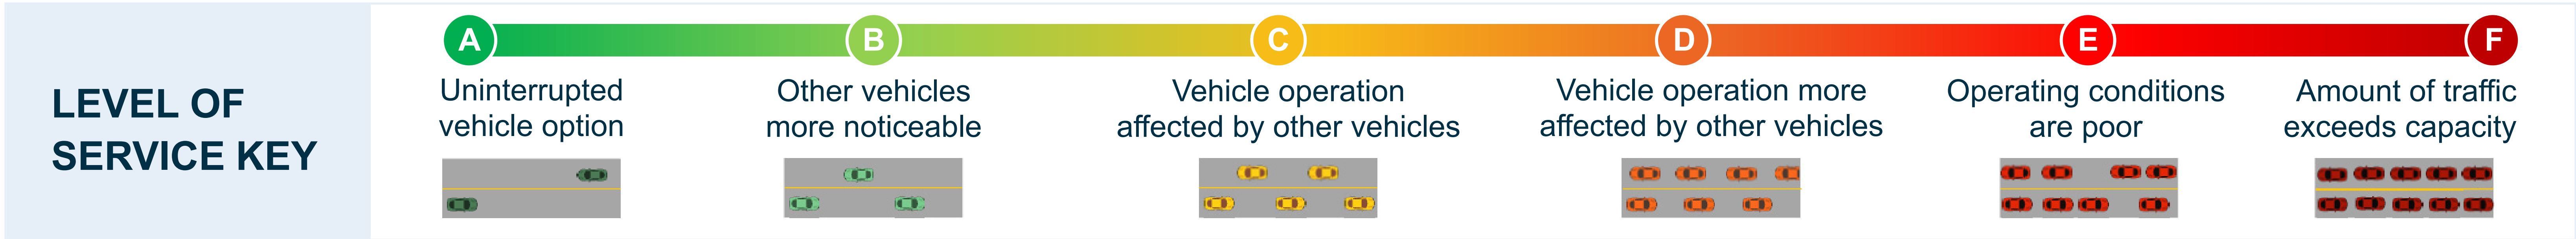 LEVEL OF
SERVICE KEY
A
Uninterrupted
vehicle option
B
Other vehicles
more noticeable
C
Vehicle operation
affected by other vehicles
D
Vehicle operation more
affected by other vehicles
E
Operating conditions
are poor
F
Amount of traffic
exceeds capacity